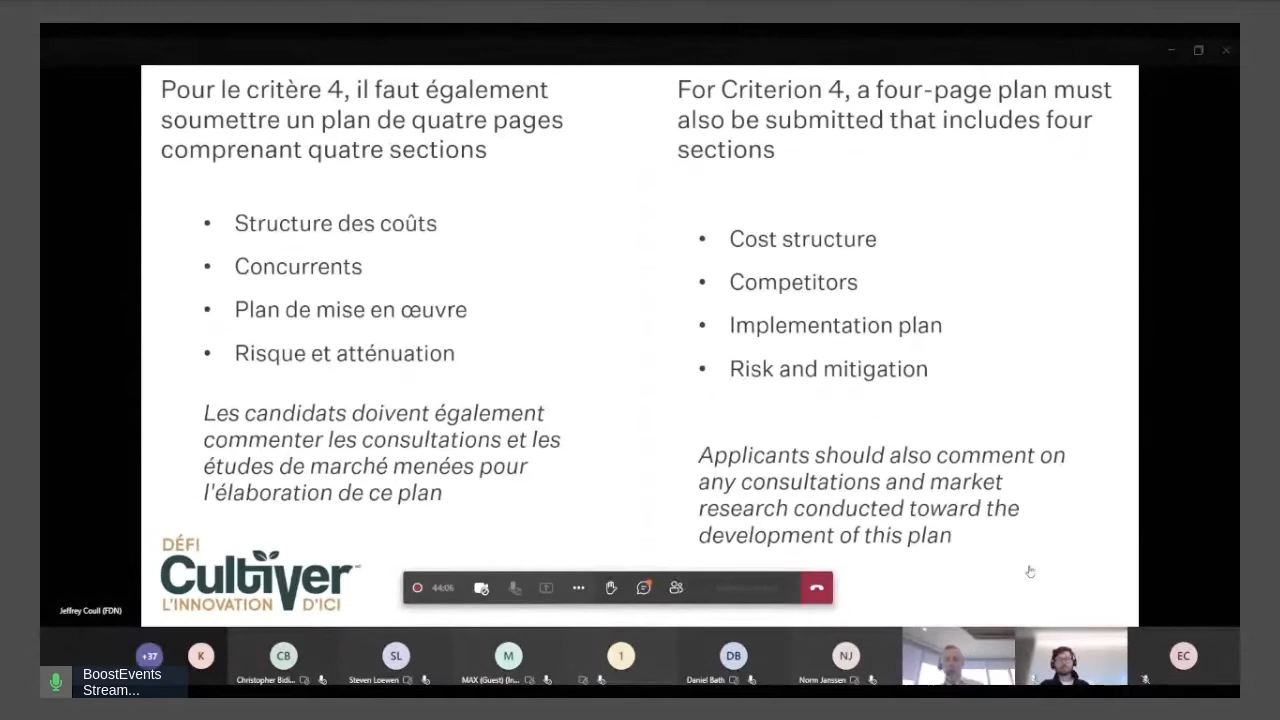 Pour le critère 4, il faut également
soumettre un plan de quatre pages
comprenant quatre sections
• Structure des coûts
• Concurrents
• Plan de mise en œuvre
• Risque et atténuation
Les candidats doivent également
commenter les consultations et les
études de marché menées pour
l'élaboration de ce plan
For Criterion 4, a four-page plan must
also be submitted that includes four
sections
• Cost structure
• Competitors
• Implementation plan
• Risk and mitigation
Applicants should also comment on
any consultations and market
research conducted toward the
development of this plan
DÉFI
Cultiver
L'INNOVATION D'ICI
44:06
Jeffrey Coull (FDN)
+37
K
CB
SL
M
1
DB
NJ
EC
Christopher Bidi...
Steven Loewen
MAX (Guest) (In...
Daniel Bath
Norm Janssen
BoostEvents
Stream...